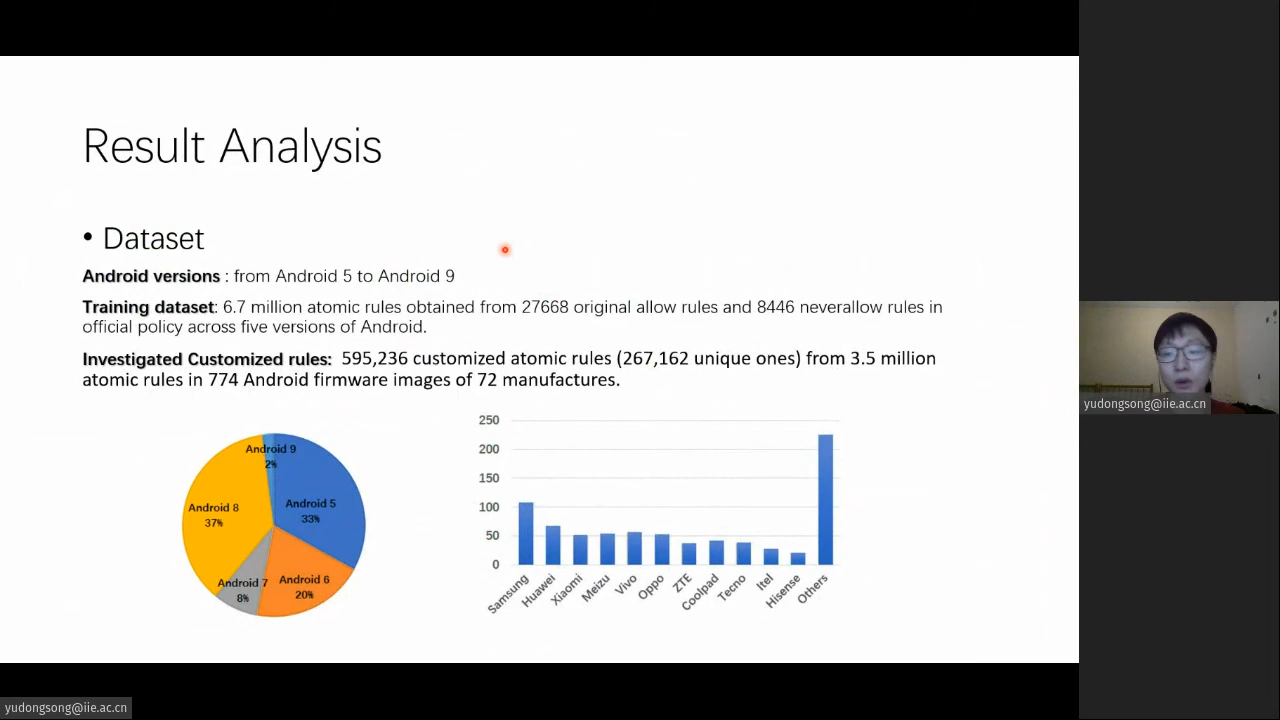 Result Analysis
• Dataset
Android versions : from Android 5 to Android 9
Training dataset: 6.7 million atomic rules obtained from 27668 original allow rules and 8446 neverallow rules in
official policy across five versions of Android.
Investigated Customized rules: 595,236 customized atomic rules (267,162 unique ones) from 3.5 million
atomic rules in 774 Android firmware images of 72 manufactures.
Android 9
2%
Android 5
33%
Android 8
37%
Android 7
8%
Android 6
20%
250
200
150
100
50
0
Samsung
Huawei
Xiaomi
Meizu
Vivo
Oppo
ZTE
Coolpad
Tecno
Itel
Hisense
Others
yudongsong@iie.ac.cn
yudongsong@iie.ac.cn